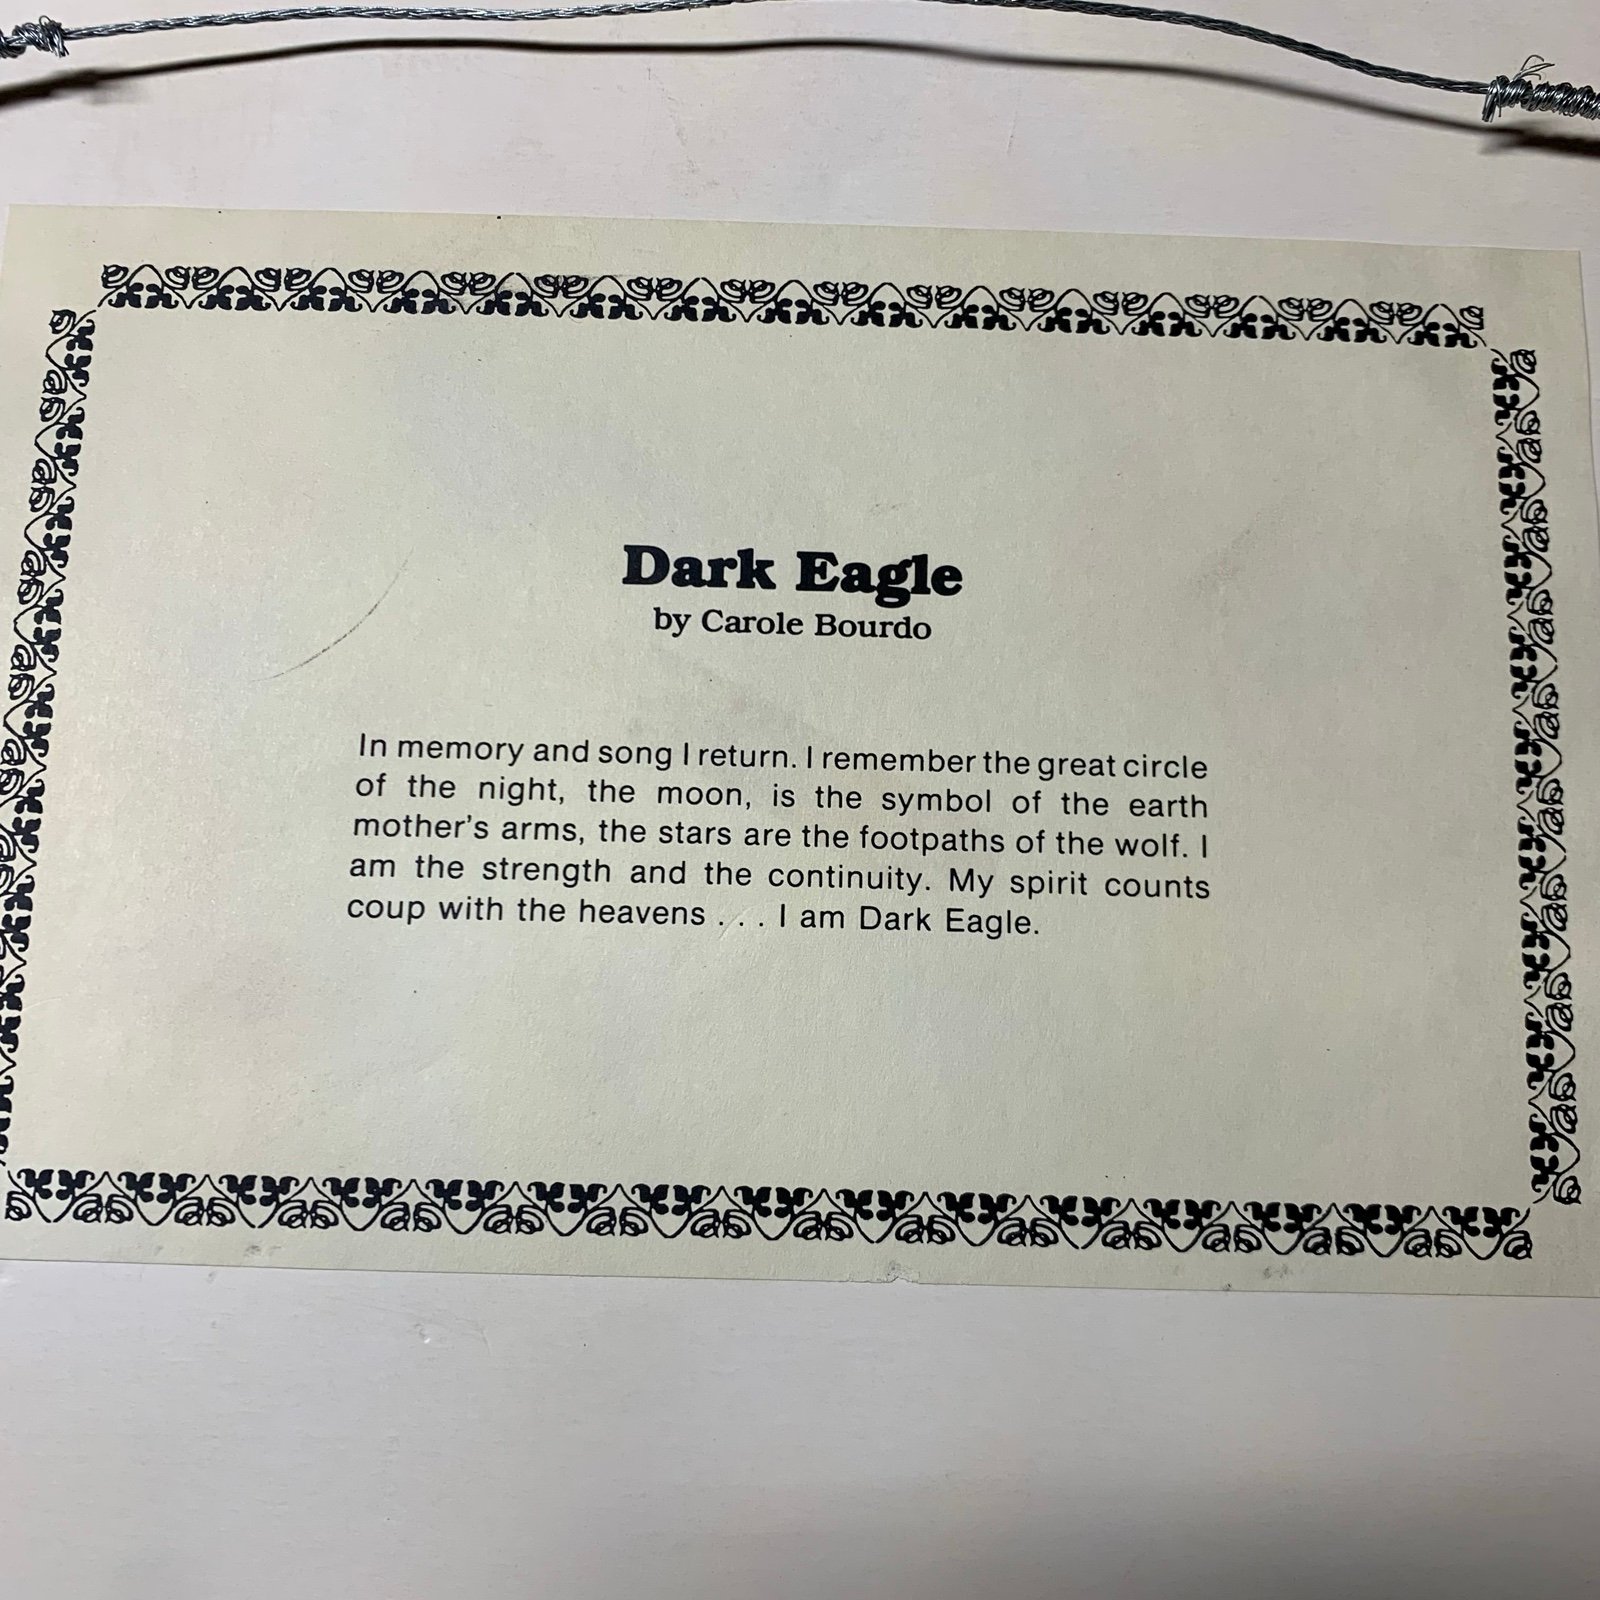 Dark Eagle
by Carole Bourdo
In memory and song I return. I remember the great circle
of the night, the moon, is the symbol of the earth
mother's arms, the stars are the footpaths of the wolf. I
am the strength and the continuity. My spirit counts
coup with the heavens . . . I am Dark Eagle.